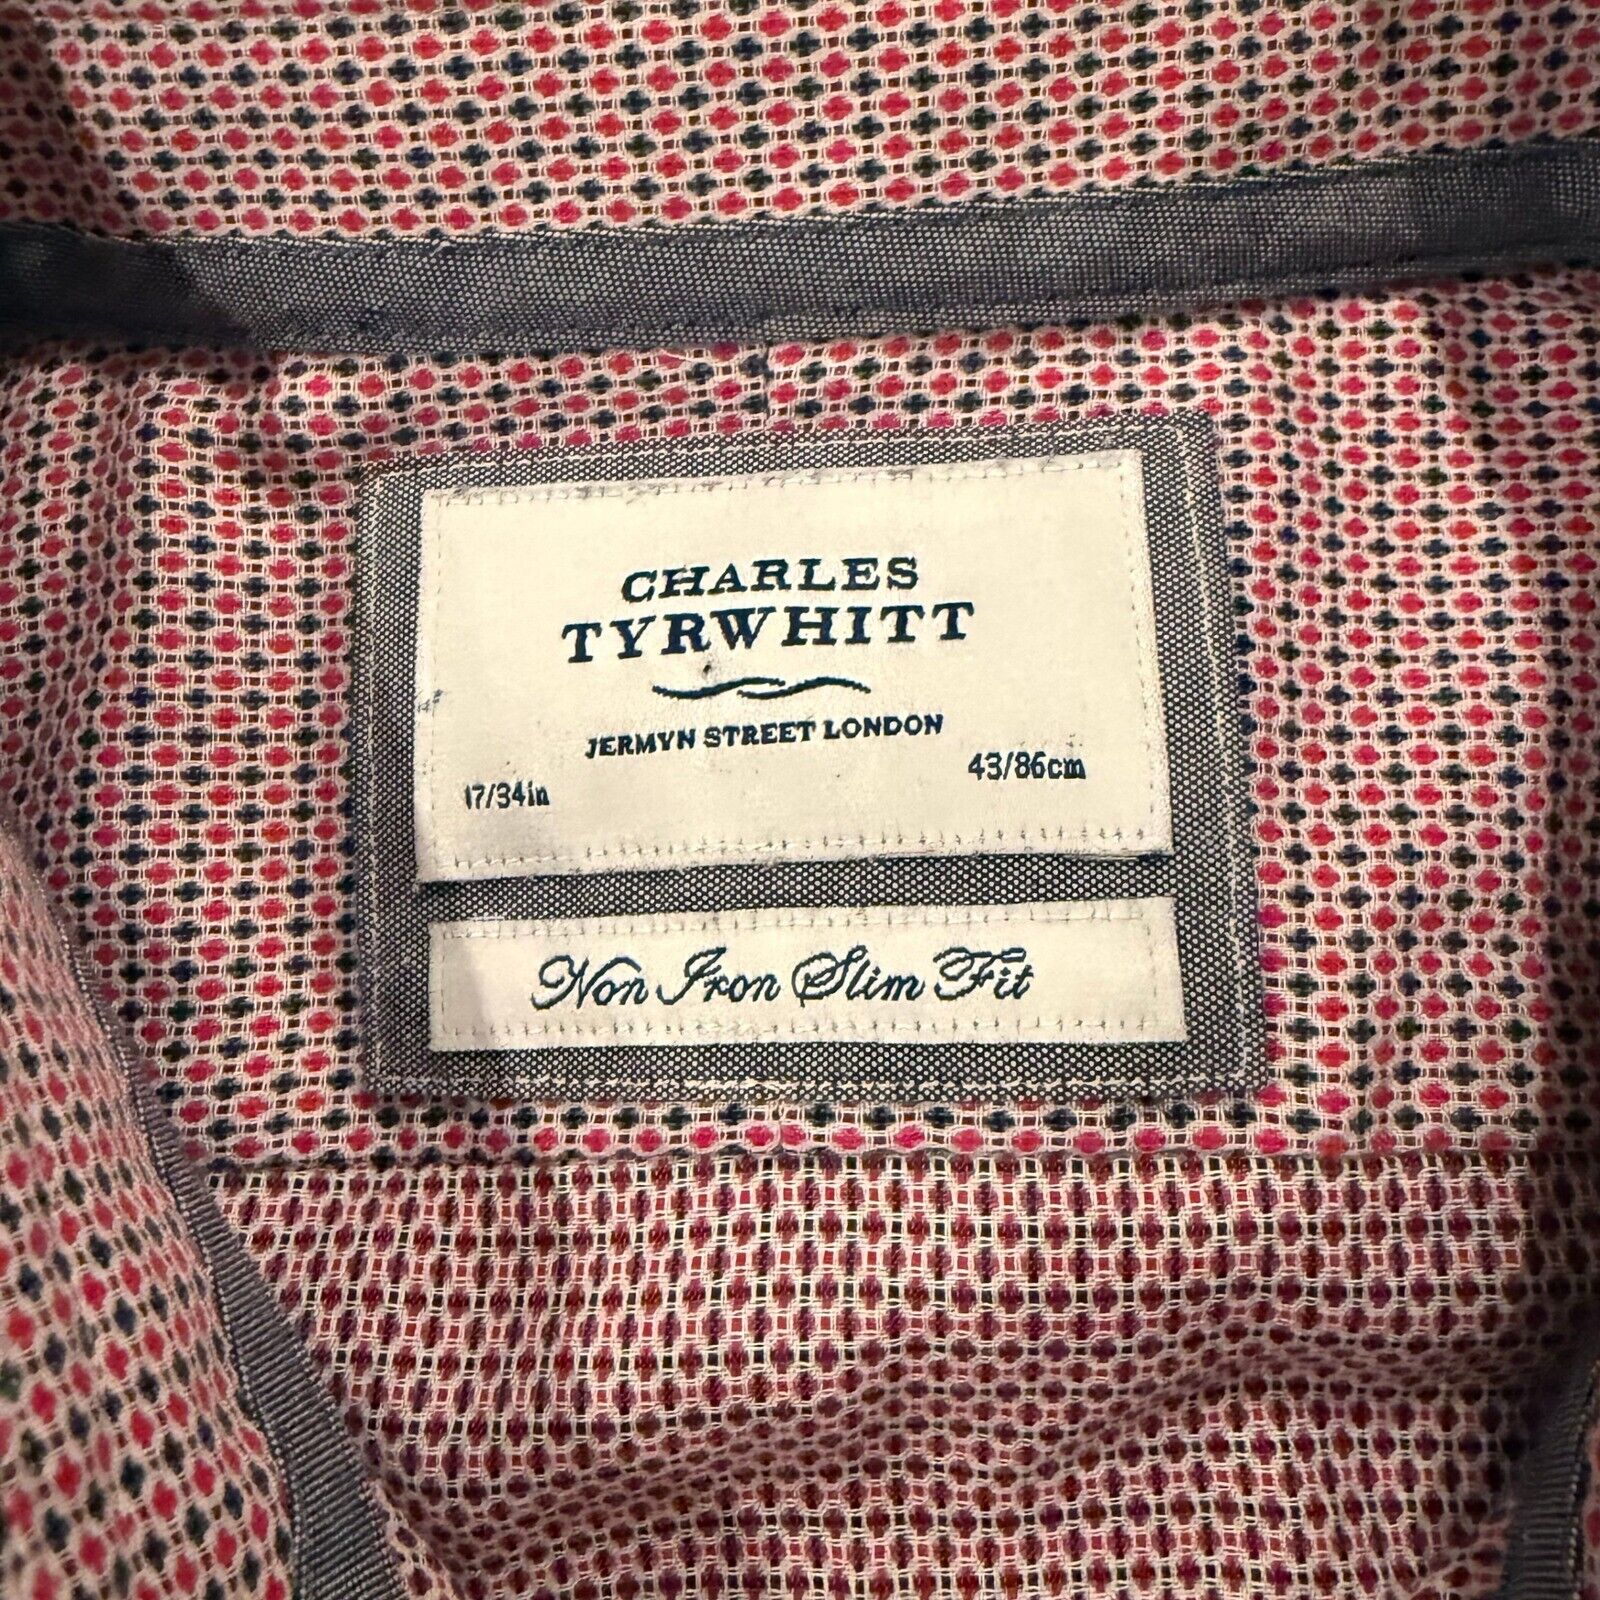 CHARLES
TYRWHITT
JERMYN STREET LONDON
17/34in
43/86cm
Non Iron Slim Fit